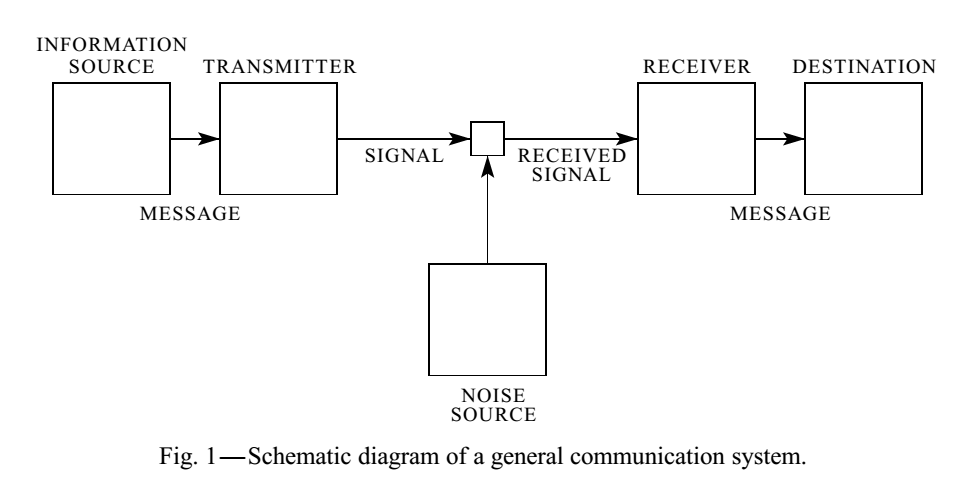 INFORMATION
SOURCE
TRANSMITTER
RECEIVER
DESTINATION
SIGNAL
RECEIVED
SIGNAL
MESSAGE
MESSAGE
NOISE
SOURCE
Fig. 1—Schematic diagram of a general communication system.